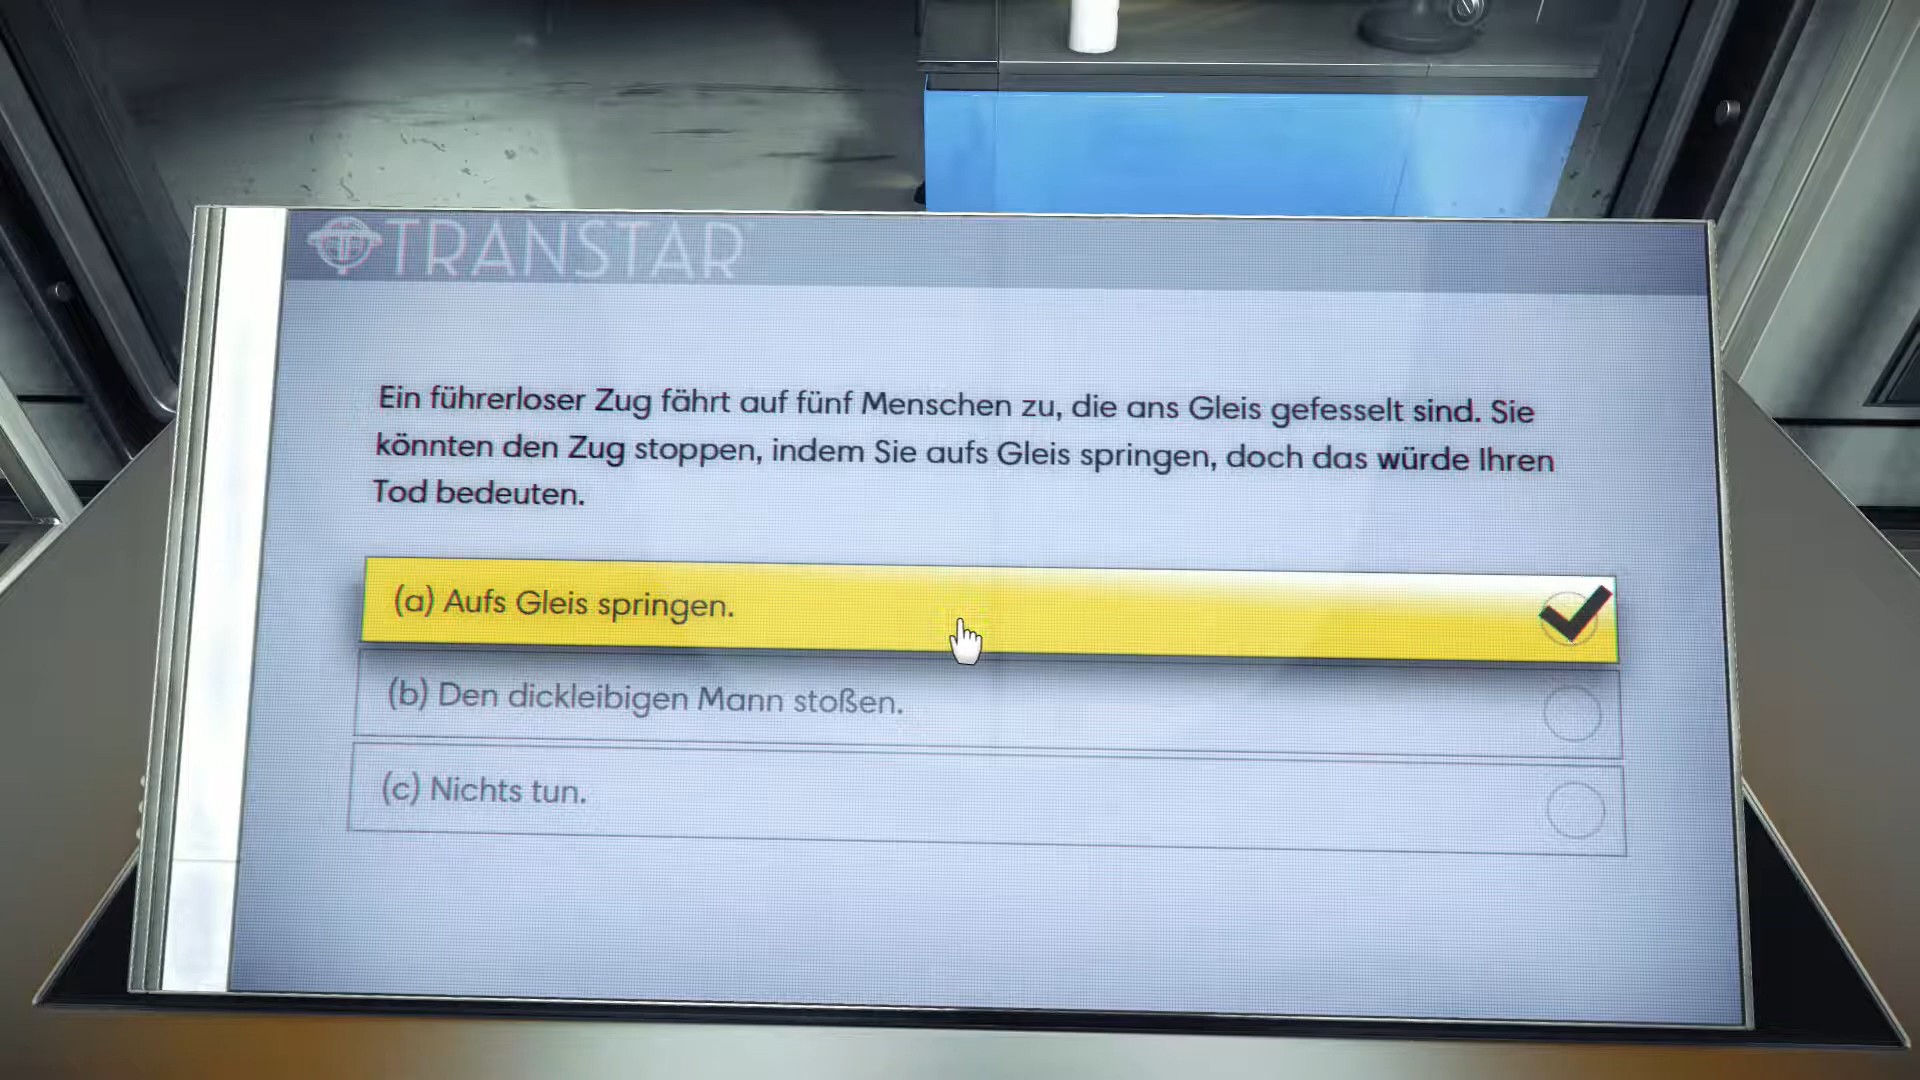 TRANSTAR
Ein führerloser Zug fährt auf fünf Menschen zu, die ans Gleis gefesselt sind. Sie
könnten den Zug stoppen, indem Sie aufs Gleis springen, doch das würde Ihren
Tod bedeuten.
(a) Aufs Gleis springen.
(b) Den dickleibigen Mann stoßen.
(c) Nichts tun.